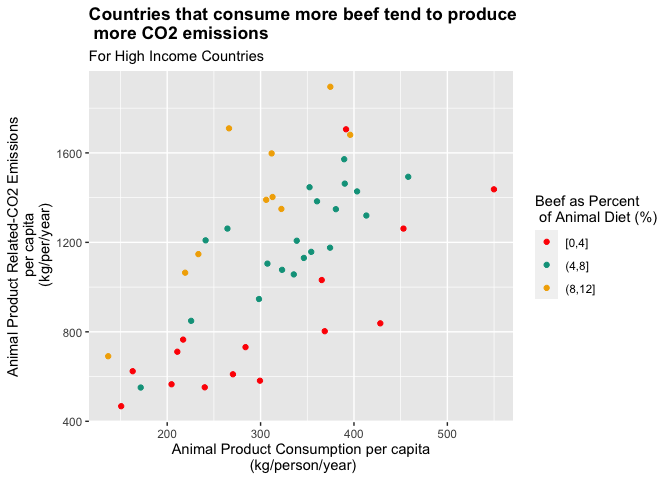 Countries that consume more beef tend to produce
more CO2 emissions
For High Income Countries
Animal Product Related-CO2 Emissions
per capita
(kg/per/year)
1600
1200
800
400
200
300
400
500
Animal Product Consumption per capita
(kg/person/year)
Beef as Percent
of Animal Diet (%)
[0,4]
(4,8]
(8,12]